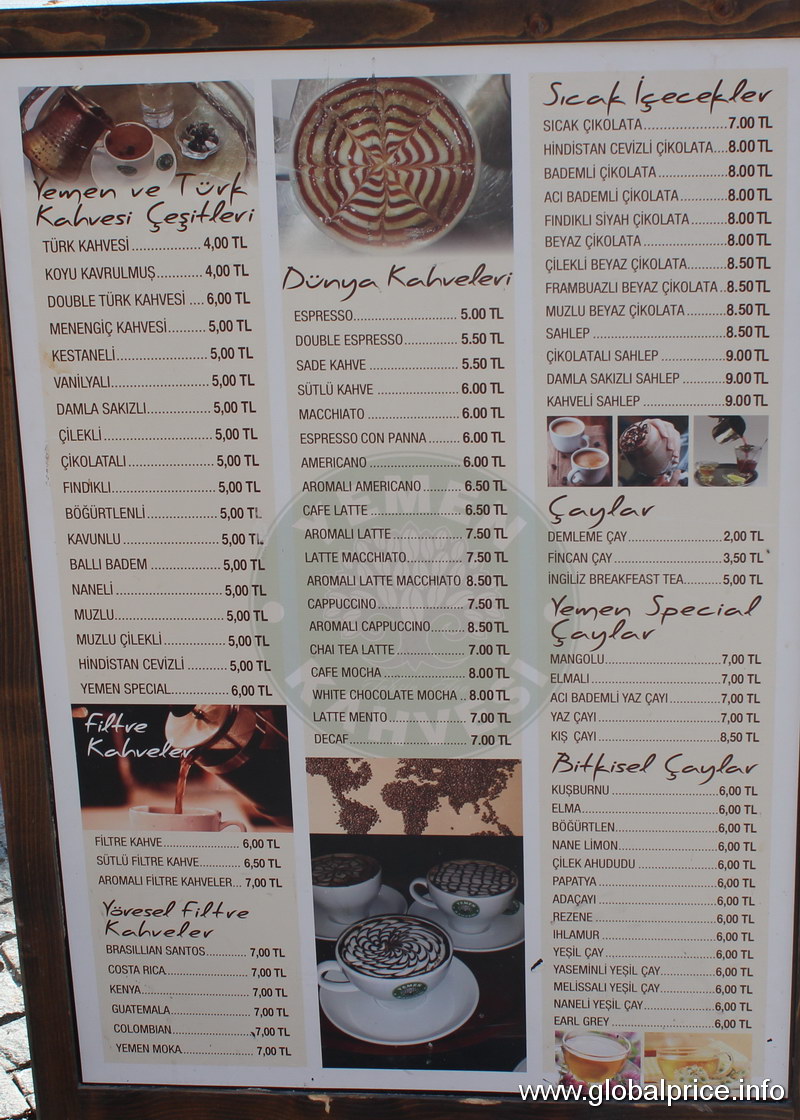 Yemen ve Türk
Kahvesi Çeşitleri
TÜRK KAHVESİ 4,00 TL
KOYU KAVRULMUŞ 4,00 TL
DOUBLE TÜRK KAHVESİ 6,00 TL
MENENGİÇ KAHVESİ 5,00 TL
KESTANELİ 5,00 TL
VANİLYALI 5,00 TL
DAMLA SAKIZLI 5,00 TL
ÇİLEKLİ 5,00 TL
ÇİKOLATALI 5,00 TL
FINDIKLI 5,00 TL
BÖĞÜRTLENLİ 5,00 TL
KAVUNLU 5,00 TL
BALLI BADEM 5,00 TL
NANELİ 5,00 TL
MUZLU 5,00 TL
MUZLU ÇİLEKLİ 5,00 TL
HİNDİSTAN CEVİZLİ 5,00 TL
YEMEN SPECIAL 6,00 TL
Filtre
Kahveler
FİLTRE KAHVE 6,00 TL
SÜTLÜ FİLTRE KAHVE 6,50 TL
AROMALI FİLTRE KAHVELER 7,00 TL
Yöresel Filtre
Kahveler
BRASILLIAN SANTOS 7,00 TL
COSTA RICA 7,00 TL
KENYA 7,00 TL
GUATEMALA 7,00 TL
COLOMBIAN 7,00 TL
YEMEN MOKA 7,00 TL
Dünya Kahveleri
ESPRESSO 5.00 TL
DOUBLE ESPRESSO 5.50 TL
SADE KAHVE 5.50 TL
SÜTLÜ KAHVE 6.00 TL
MACCHIATO 6.00 TL
ESPRESSO CON PANNA 6.00 TL
AMERICANO 6.00 TL
AROMALI AMERICANO 6.50 TL
CAFE LATTE 6.50 TL
AROMALI LATTE 7.50 TL
LATTE MACCHIATO 7.50 TL
AROMALI LATTE MACCHIATO 8.50 TL
CAPPUCCINO 7.50 TL
AROMALI CAPPUCCINO 8.50 TL
CHAI TEA LATTE 7.00 TL
CAFE MOCHA 8.00 TL
WHITE CHOCOLATE MOCHA 8.00 TL
LATTE MENTO 7.00 TL
DECAF 7.00 TL
YEMEN
KAHVESİ
Sıcak İçecekler
SICAK ÇIKOLATA 7.00 TL
HİNDİSTAN CEVİZLİ ÇİKOLATA 8.00 TL
BADEMLİ ÇİKOLATA 8.00 TL
ACI BADEMLİ ÇİKOLATA 8.00 TL
FINDIKLI SİYAH ÇİKOLATA 8.00 TL
BEYAZ ÇİKOLATA 8.00 TL
ÇİLEKLİ BEYAZ ÇİKOLATA 8.50 TL
FRAMBUAZLI BEYAZ ÇİKOLATA 8.50 TL
MUZLU BEYAZ ÇİKOLATA 8.50 TL
SAHLEP 8.50 TL
ÇİKOLATALI SAHLEP 9.00 TL
DAMLA SAKIZLI SAHLEP 9.00 TL
KAHVELİ SAHLEP 9.00 TL
Çaylar
DEMLEME ÇAY 2,00 TL
FİNCAN ÇAY 3,50 TL
İNGİLİZ BREAKFEAST TEA 5,00 TL
Yemen Special
Çaylar
MANGOLU 7,00 TL
ELMALI 7,00 TL
ACI BADEMLİ YAZ ÇAYI 7,00 TL
YAZ ÇAYI 7,00 TL
KIŞ ÇAYI 8,50 TL
Bitkisel Çaylar
KUŞBURNU 6,00 TL
ELMA 6,00 TL
BÖĞÜRTLEN 6,00 TL
NANE LİMON 6,00 TL
ÇİLEK AHUDUDU 6,00 TL
PAPATYA 6,00 TL
ADAÇAYI 6,00 TL
REZENE 6,00 TL
IHLAMUR 6,00 TL
YEŞİL ÇAY 6,00 TL
YASEMİNLİ YEŞİL ÇAY 6,00 TL
MELİSSALI YEŞİL ÇAY 6,00 TL
NANELİ YEŞİL ÇAY 6,00 TL
EARL GREY 6,00 TL
www.globalprice.info